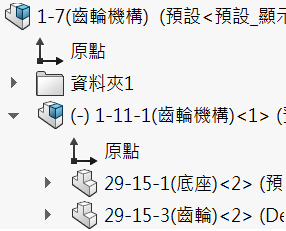 1-7(齒輪機構) (預設<預設_顯示
原點
資料夾1
(-) 1-11-1(齒輪機構)<1> (預
原點
29-15-1(底座)<2> (預
29-15-3(齒輪)<2> (De